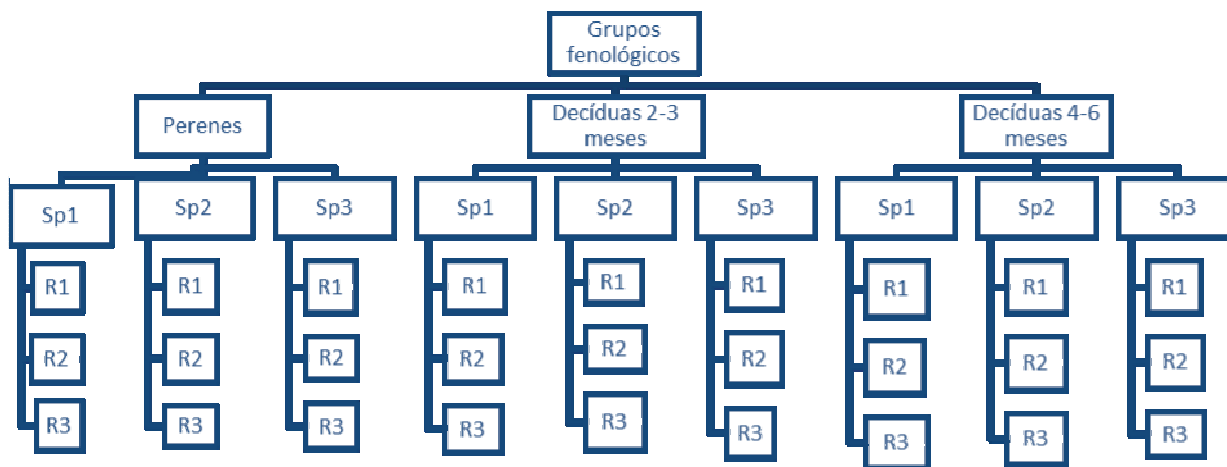 Grupos
fenológicos
Perenes
Decíduas 2-3
meses
Decíduas 4-6
meses
Sp1
Sp2
Sp3
Sp1
Sp2
Sp3
Sp1
Sp2
Sp3
R1
R1
R1
R1
R1
R1
R1
R1
R1
R2
R2
R2
R2
R2
R2
R2
R2
R2
R3
R3
R3
R3
R3
R3
R3
R3
R3